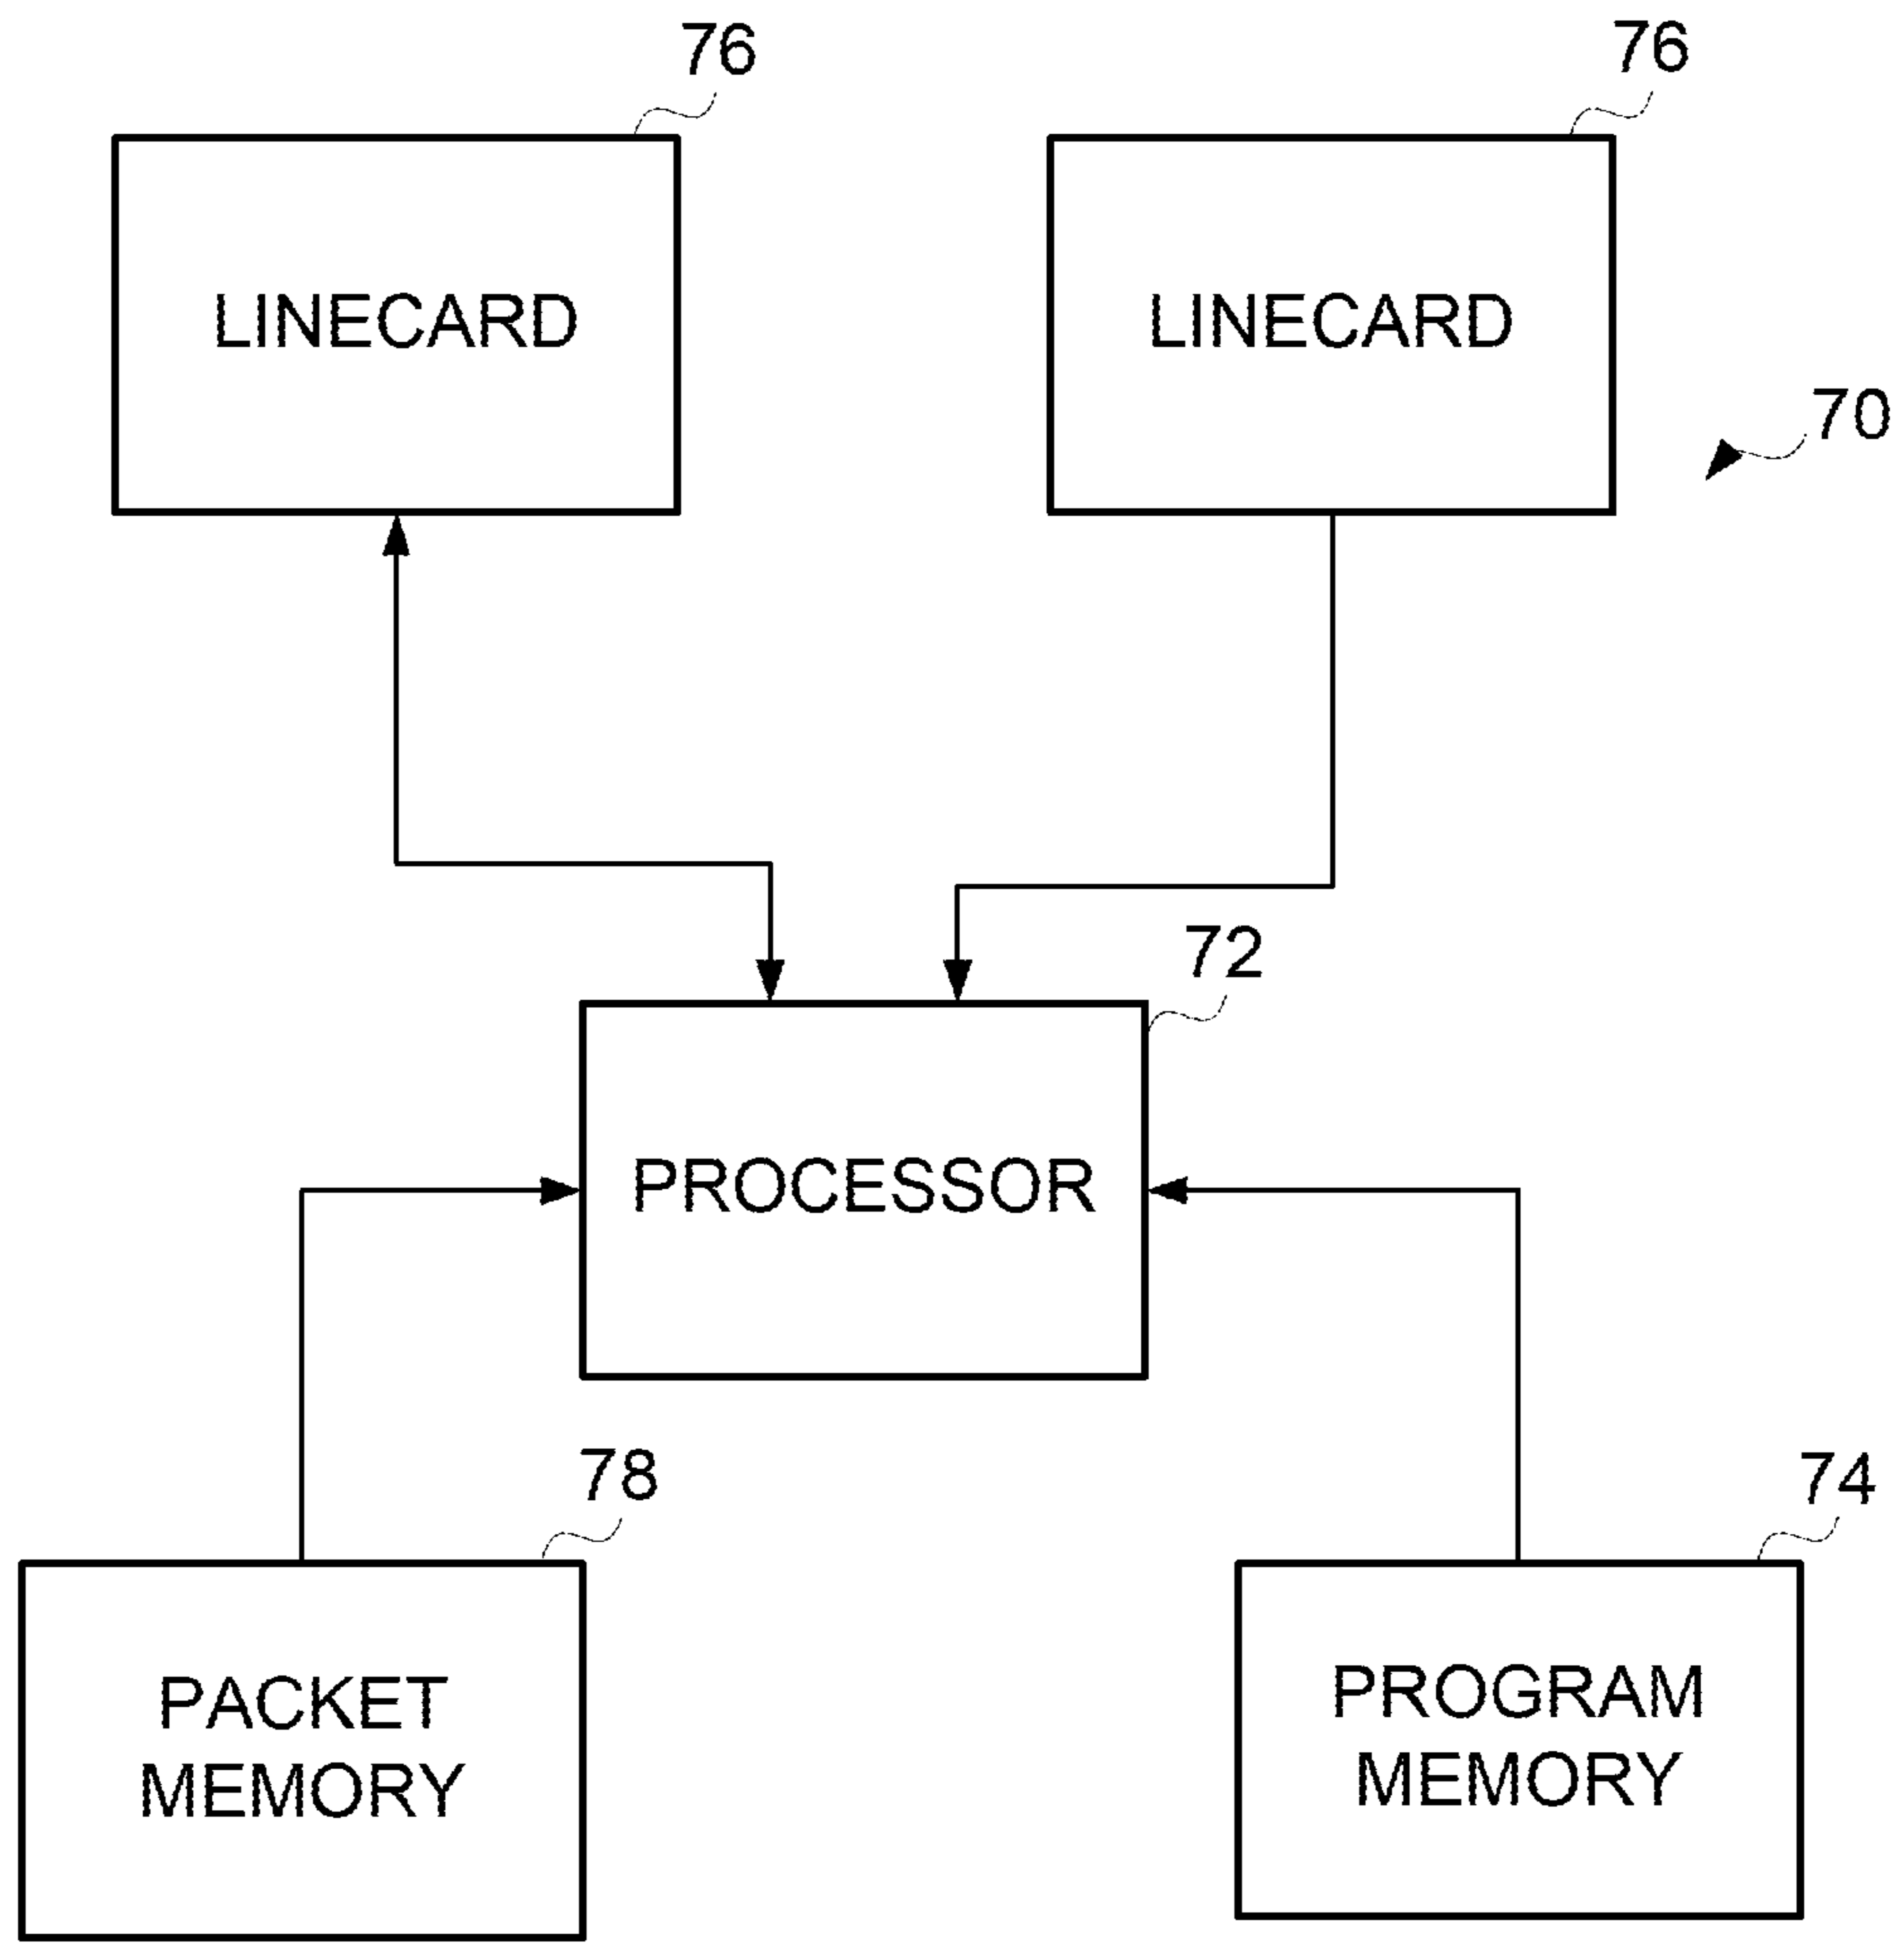 76
76
LINECARD
LINECARD
70
72
PROCESSOR
78
74
PACKET
MEMORY
PROGRAM
MEMORY